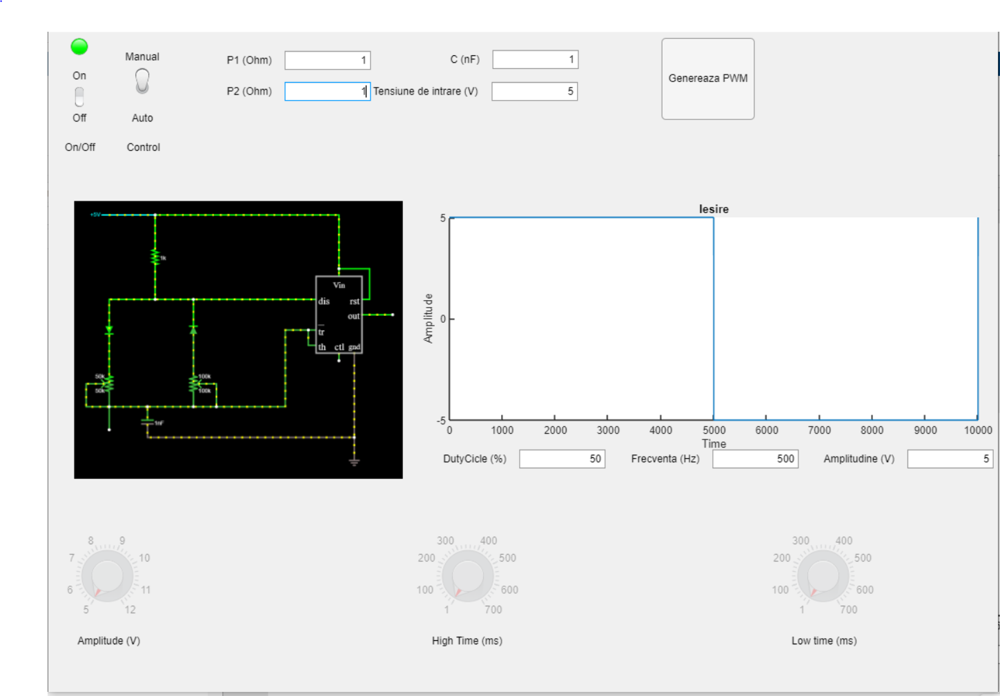 On
Off
On/Off
Manual
Auto
Control
P1 (Ohm) 1
P2 (Ohm) 1
C (nF) 1
Tensiune de intrare (V) 5
Genereaza PWM
+5V
1k
Vin
dis rst
out
tr
th ctl gnd
50k
50k
100k
100k
1nF
Iesire
Amplitude
5
0
-5
0 1000 2000 3000 4000 5000 6000 7000 8000 9000 10000
Time
DutyCicle (%) 50 Frecventa (Hz) 500 Amplitudine (V) 5
5 6 7 8 9 10 11 12
Amplitude (V)
1 100 200 300 400 500 600 700
High Time (ms)
1 100 200 300 400 500 600 700
Low time (ms)